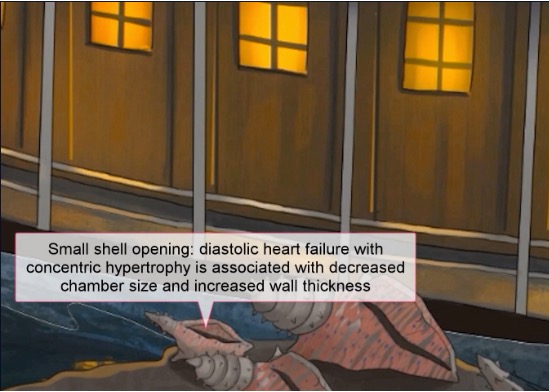 Small shell opening: diastolic heart failure with
concentric hypertrophy is associated with decreased
chamber size and increased wall thickness